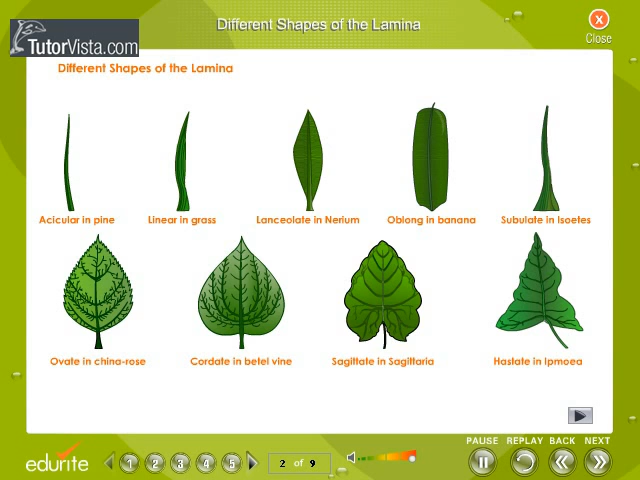 Different Shapes of the Lamina
TutorVista.com
Close
Different Shapes of the Lamina
Acicular in pine
Linear in grass
Lanceolate in Nerium
Oblong in banana
Subulate in Isoetes
Ovate in china-rose
Cordate in betel vine
Sagittate in Sagittaria
Hastate in Ipmoea
PAUSE REPLAY BACK NEXT
edurite
1 2 3 4 5
2 of 9